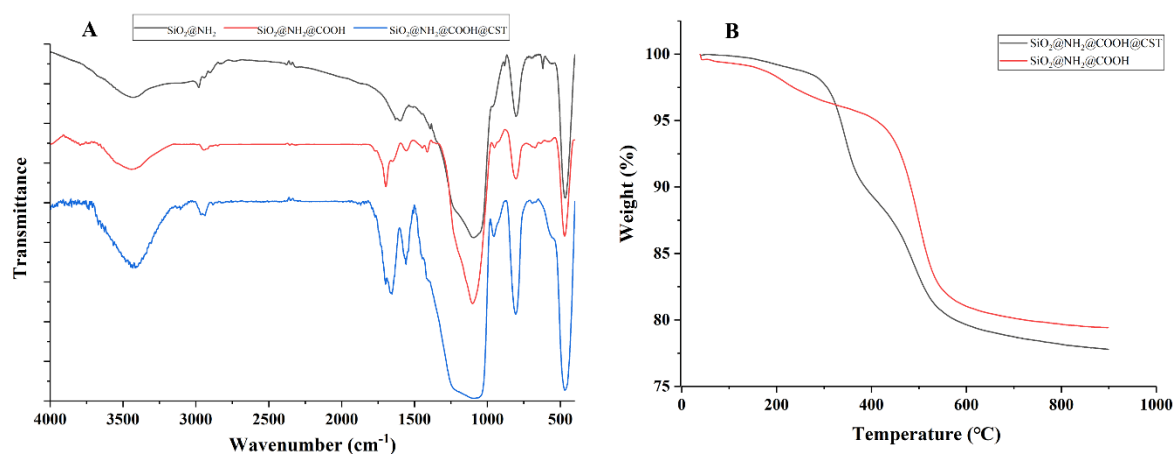 A
SiO₂@NH₂ SiO₂@NH₂@COOH SiO₂@NH₂@COOH@CST
Transmittance
4000 3500 3000 2500 2000 1500 1000 500
Wavenumber (cm⁻¹)
B
SiO₂@NH₂@COOH@CST
SiO₂@NH₂@COOH
Weight (%)
100
95
90
85
80
75
0 200 400 600 800 1000
Temperature (℃)